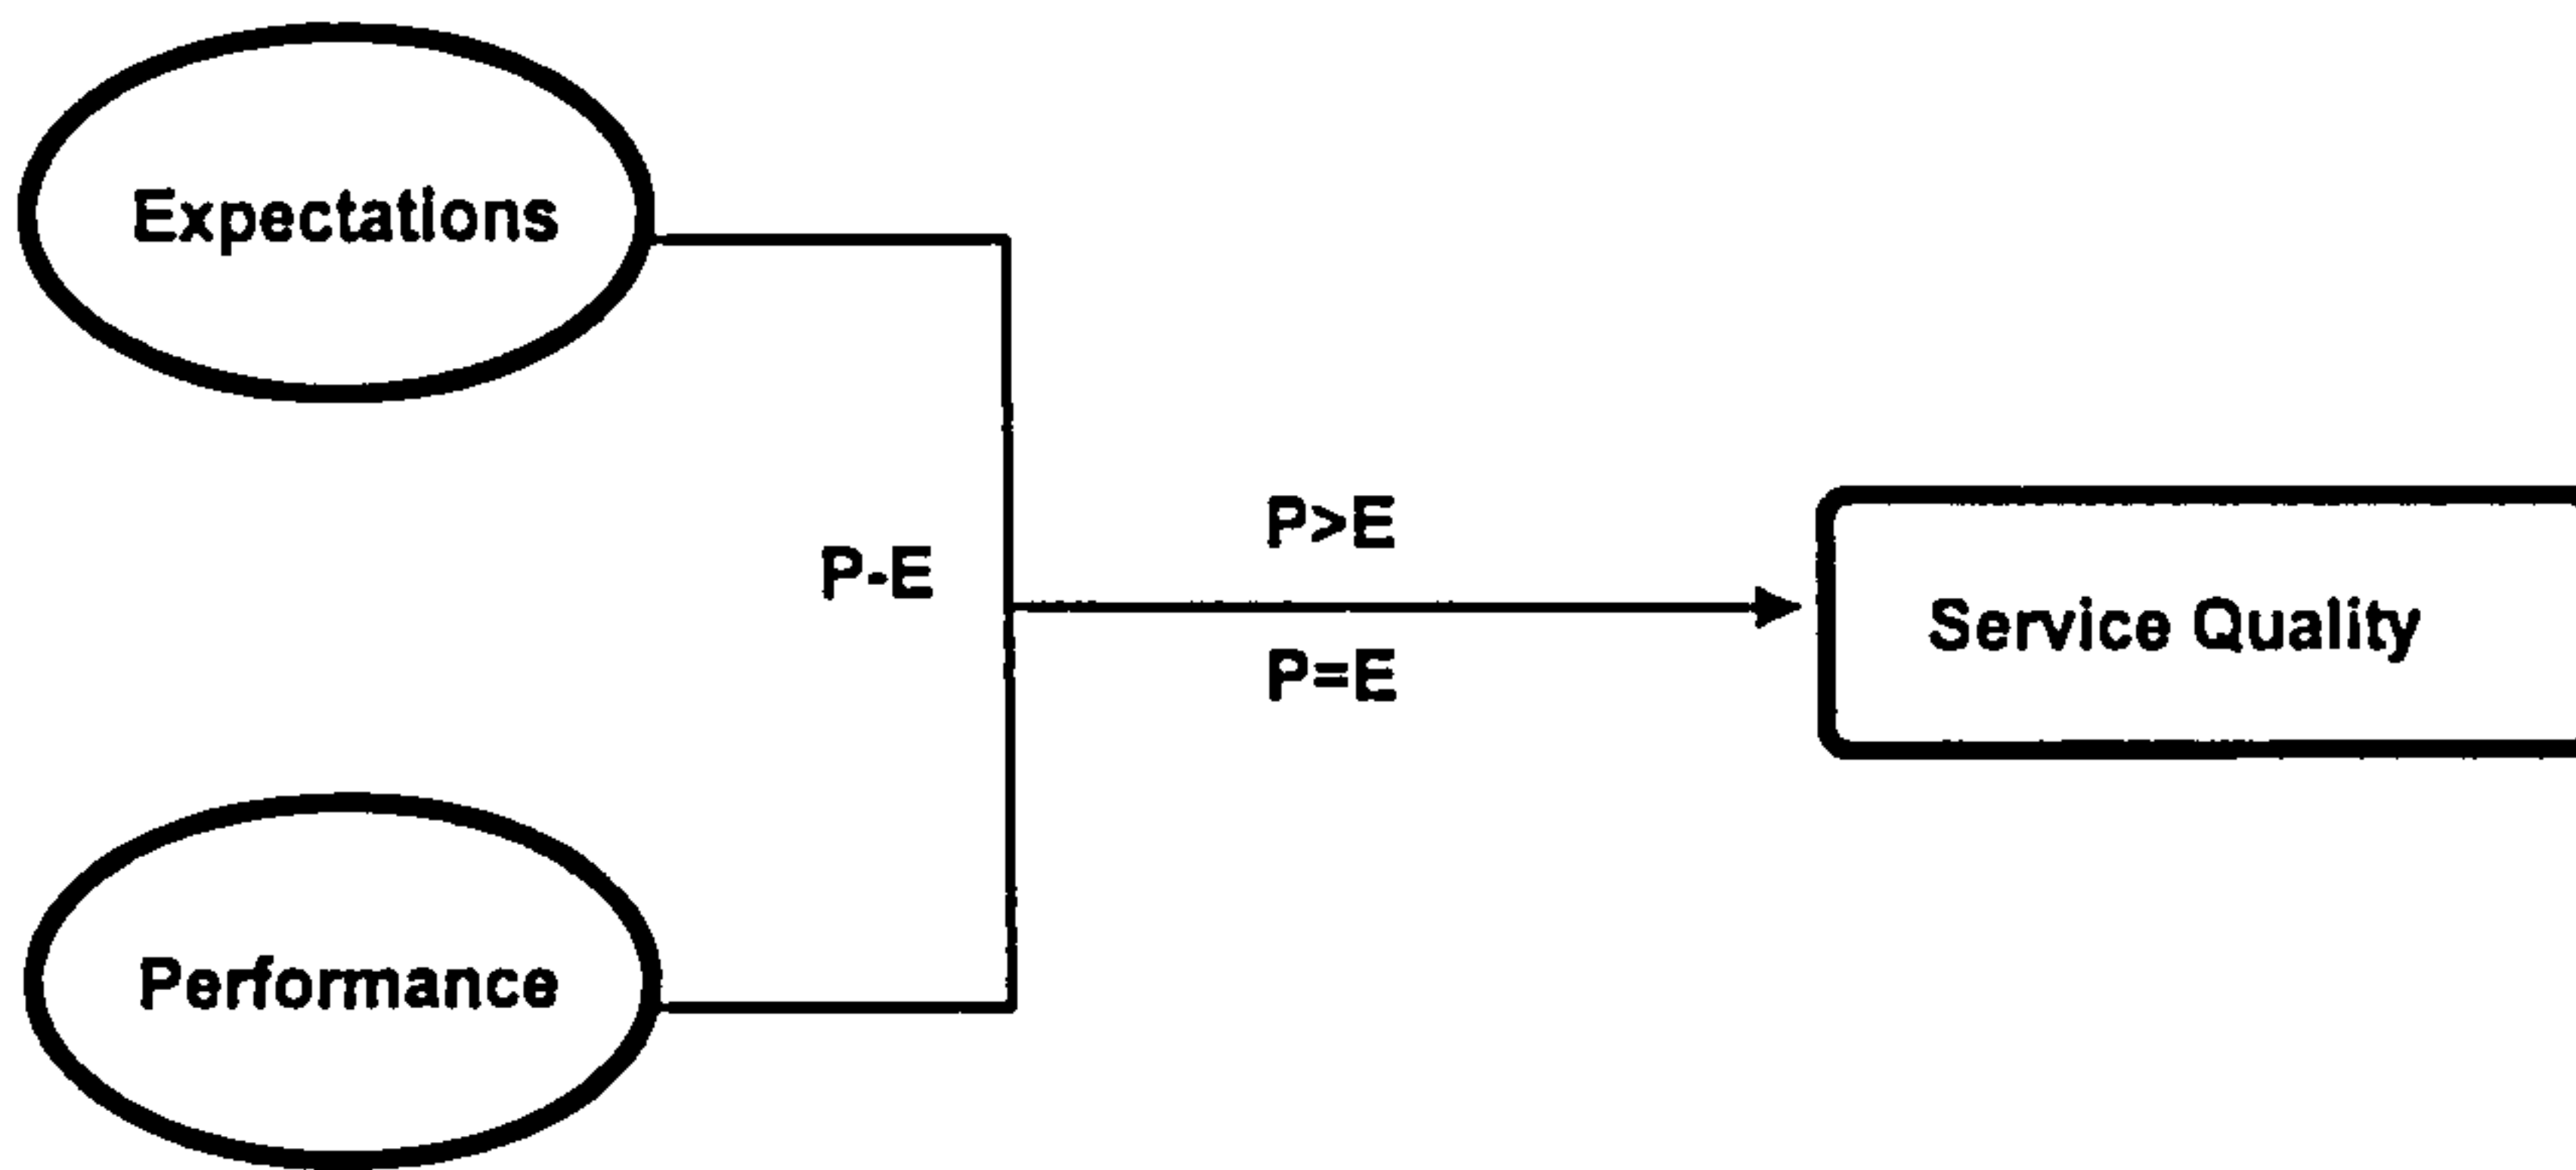 Expectations
P-E
P>E
P=E
Service Quality
Performance